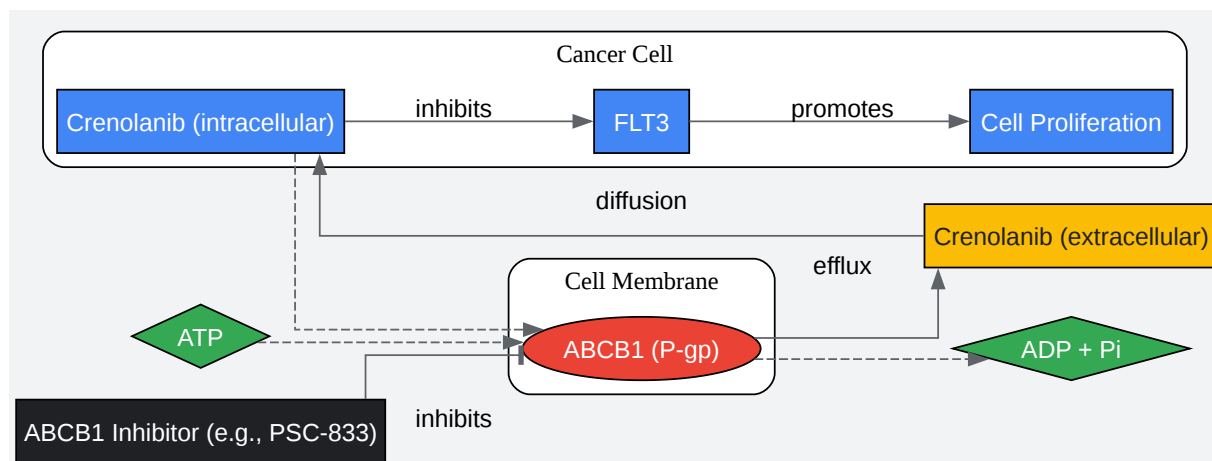 Cancer Cell
Crenolanib (intracellular)
inhibits
FLT3
promotes
Cell Proliferation
diffusion
Crenolanib (extracellular)
efflux
Cell Membrane
ATP
ABCB1 (P-gp)
ADP + Pi
inhibits
ABCB1 Inhibitor (e.g., PSC-833)